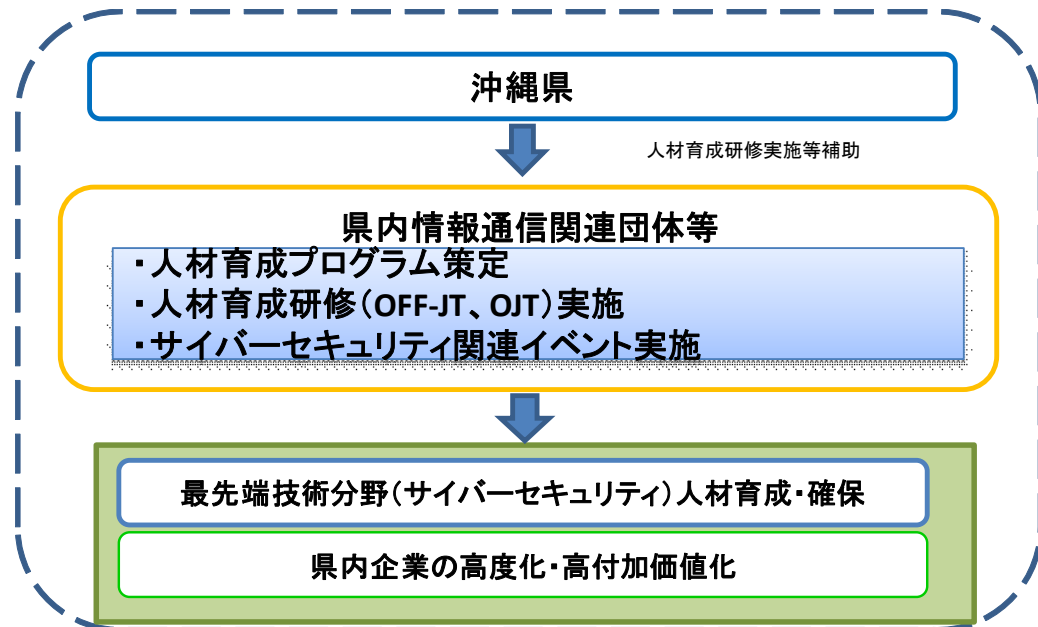 沖縄県
人材育成研修実施等補助
県内情報通信関連団体等
・人材育成プログラム策定
・人材育成研修（OFF-JT、OJT）実施
・サイバーセキュリティ関連イベント実施
最先端技術分野（サイバーセキュリティ）人材育成・確保
県内企業の高度化・高付加価値化